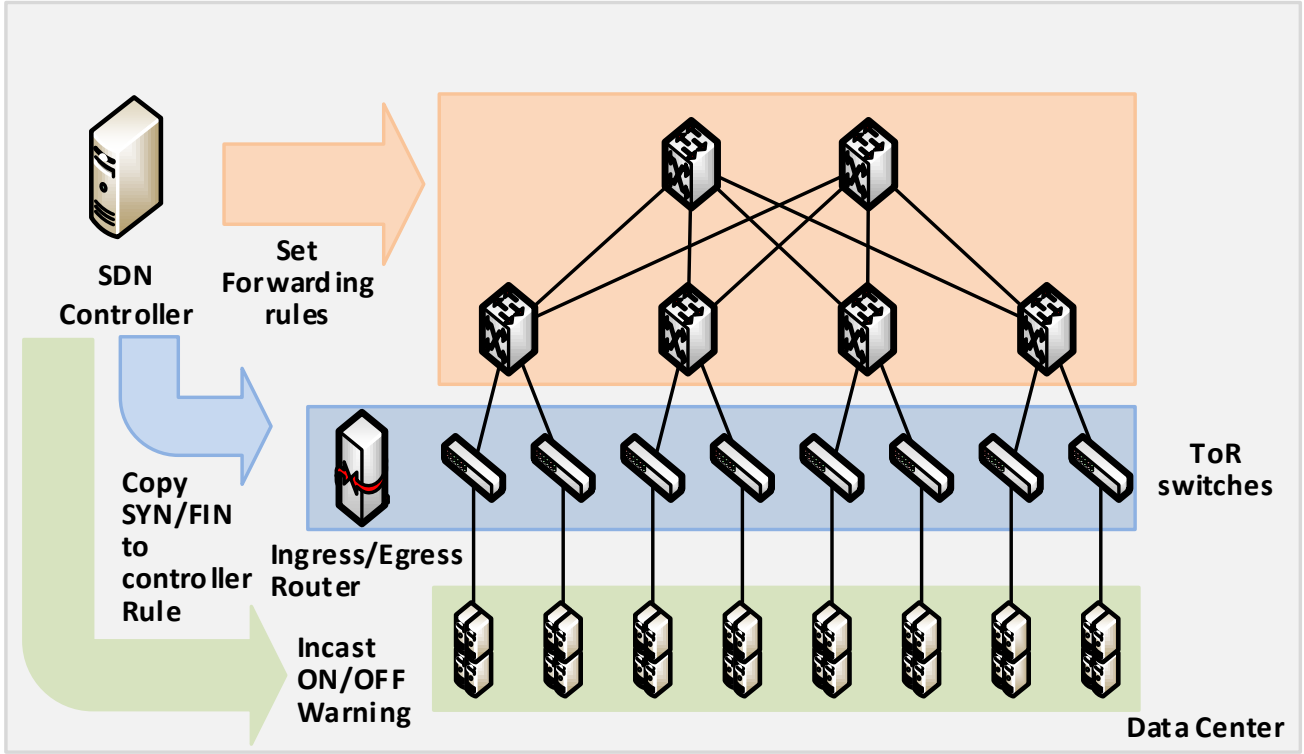 SDN
Controller
Set
Forwarding
rules
ToR
switches
Copy
SYN/FIN
to
controller
Rule
Ingress/Egress
Router
Incast
ON/OFF
Warning
Data Center